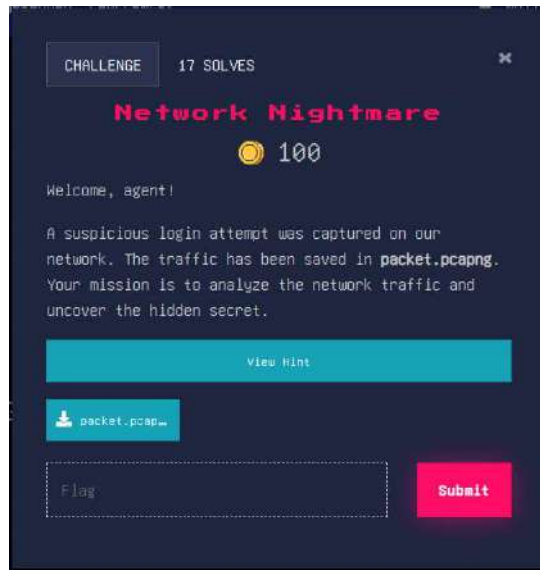 CHALLENGE 17 SOLVES ×
Network Nightmare
100
Welcome, agent!
A suspicious login attempt was captured on our
network. The traffic has been saved in packet.pcapng.
Your mission is to analyze the network traffic and
uncover the hidden secret.
View Hint
packet.pcap…
Flag
Submit